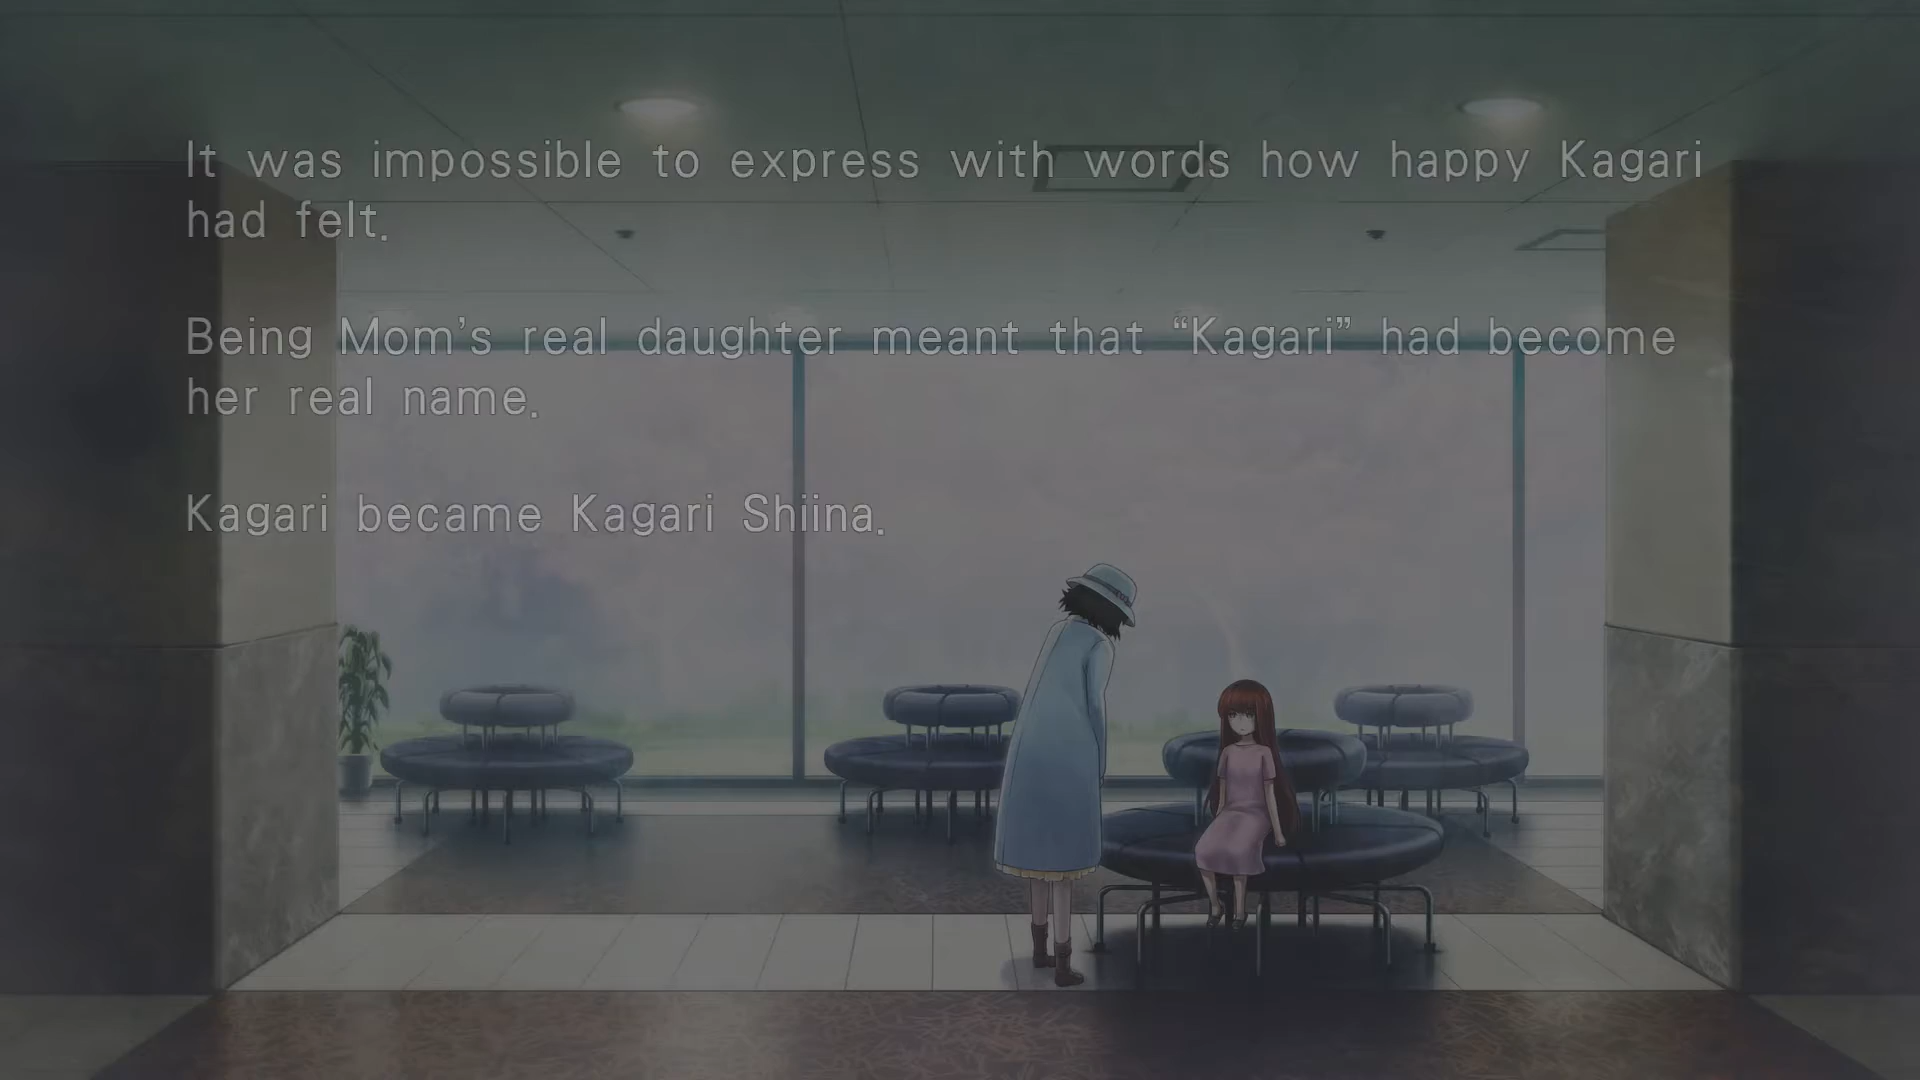 It was impossible to express with words how happy Kagari
had felt.
Being Mom’s real daughter meant that “Kagari” had become
her real name.
Kagari became Kagari Shiina.